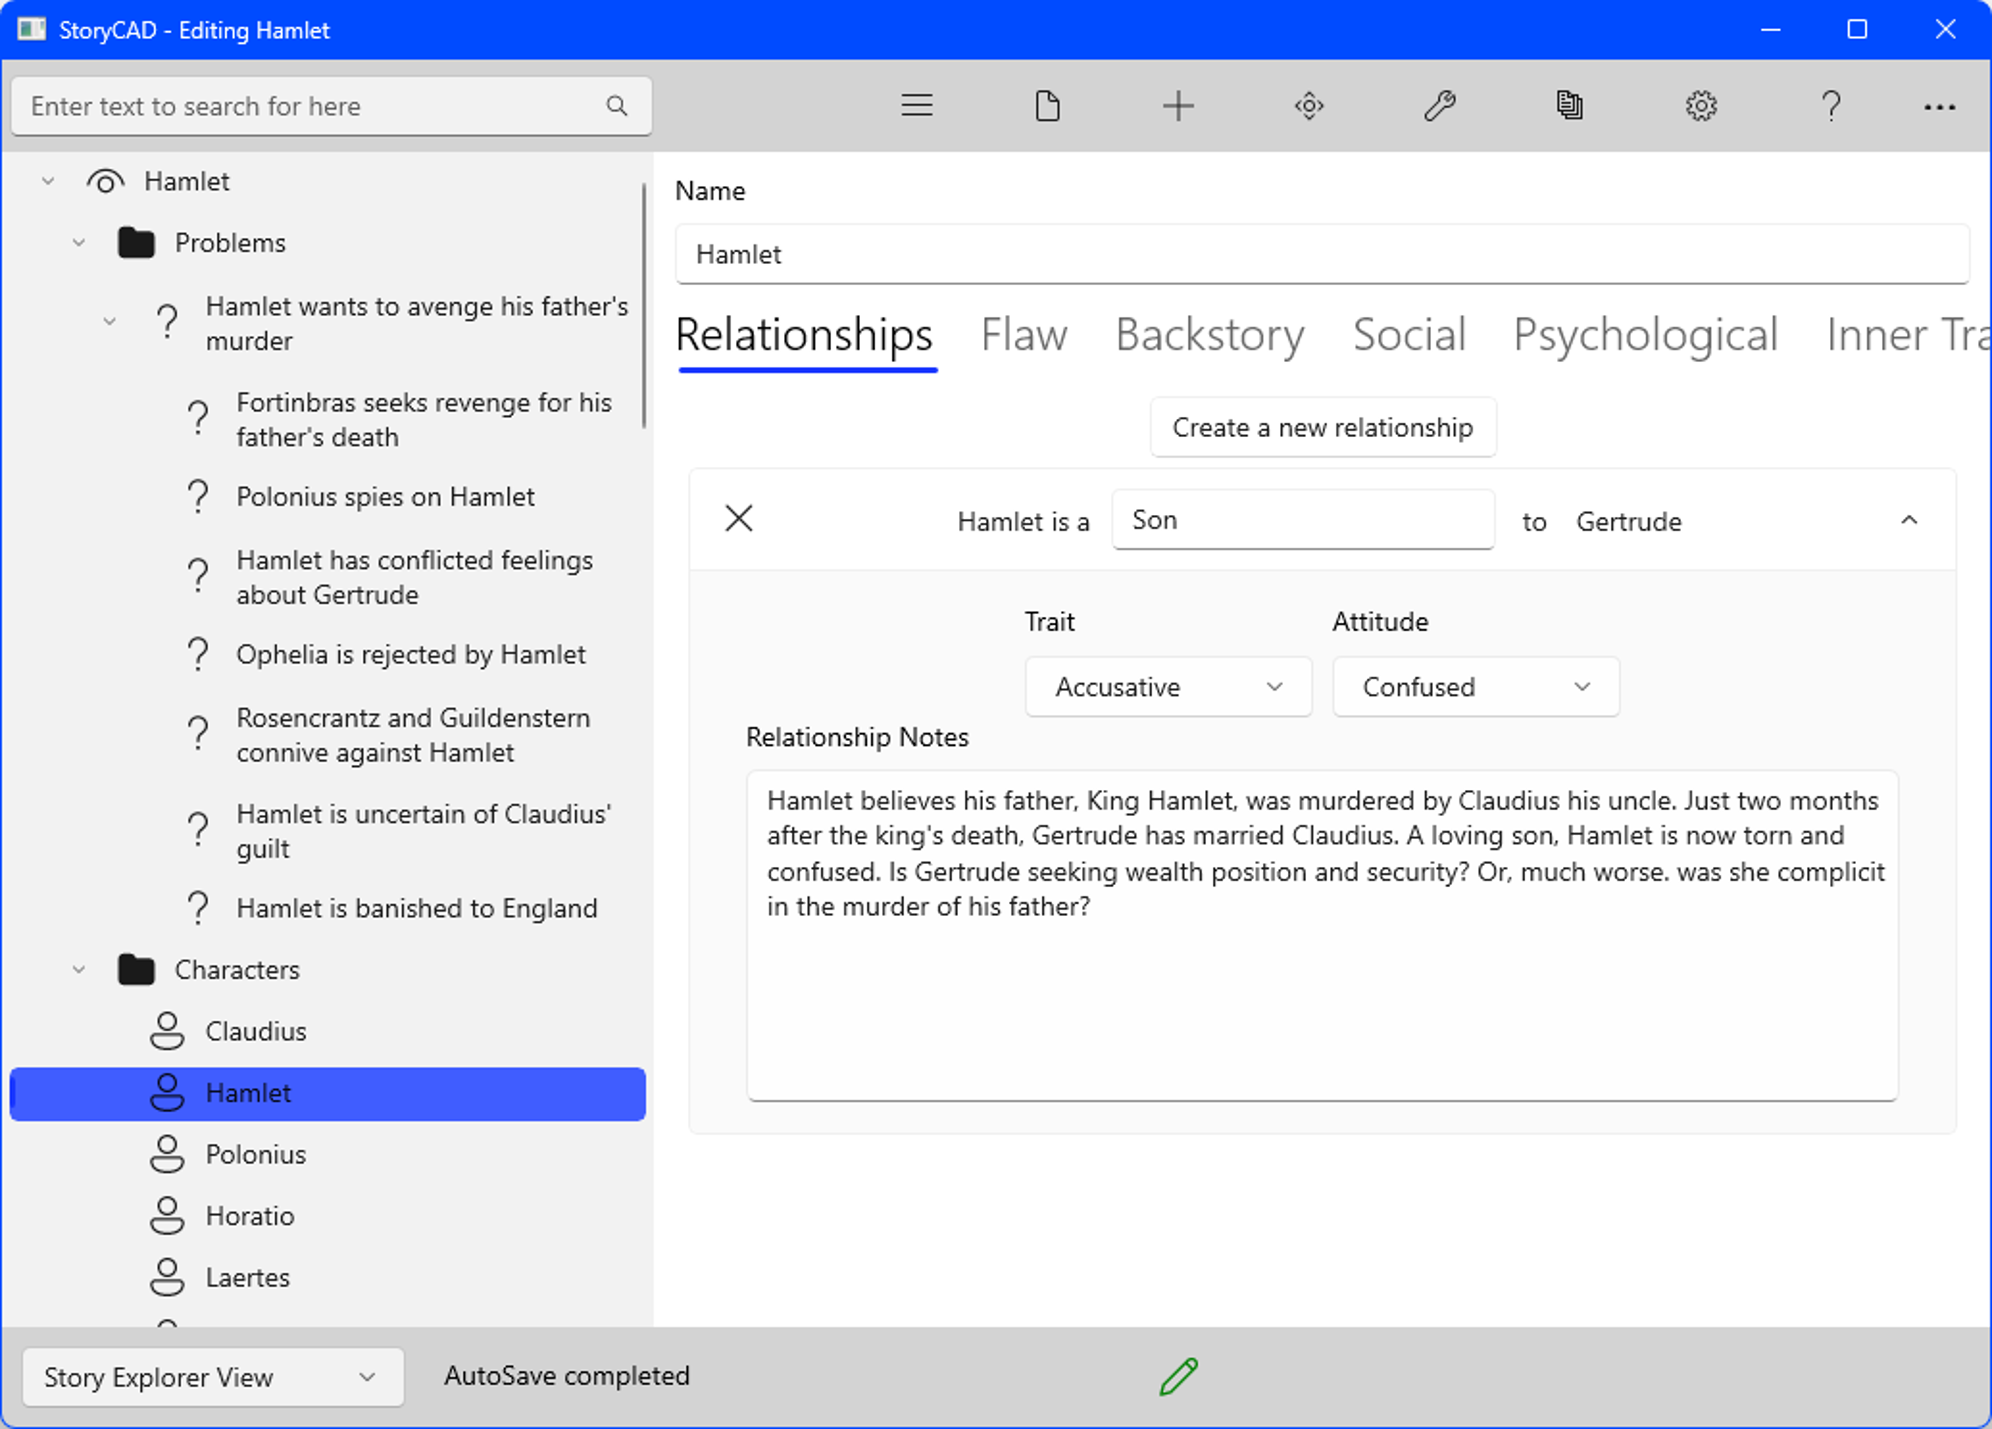 StoryCAD - Editing Hamlet
Enter text to search for here
Hamlet
Problems
Hamlet wants to avenge his father's
murder
Fortinbras seeks revenge for his
father's death
Polonius spies on Hamlet
Hamlet has conflicted feelings
about Gertrude
Ophelia is rejected by Hamlet
Rosencrantz and Guildenstern
connive against Hamlet
Hamlet is uncertain of Claudius'
guilt
Hamlet is banished to England
Characters
Claudius
Hamlet
Polonius
Horatio
Laertes
Name
Hamlet
Relationships Flaw Backstory Social Psychological Inner Tra
Create a new relationship
Hamlet is a Son to Gertrude
Trait Attitude
Accusative Confused
Relationship Notes
Hamlet believes his father, King Hamlet, was murdered by Claudius his uncle. Just two months
after the king's death, Gertrude has married Claudius. A loving son, Hamlet is now torn and
confused. Is Gertrude seeking wealth position and security? Or, much worse. was she complicit
in the murder of his father?
Story Explorer View AutoSave completed